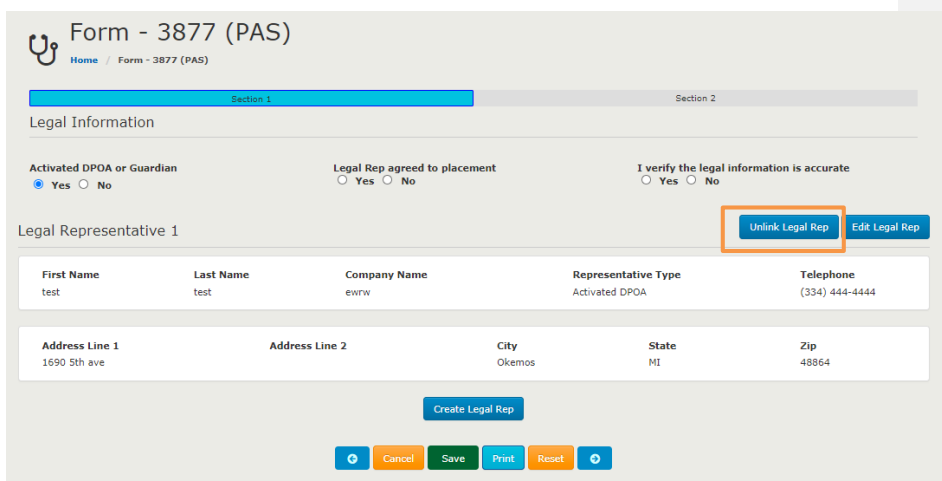 Form - 3877 (PAS)
Home / Form - 3877 (PAS)
Section 1 Section 2
Legal Information
Activated DPOA or Guardian Legal Rep agreed to placement I verify the legal information is accurate
Yes No Yes No Yes No
Legal Representative 1 Unlink Legal Rep Edit Legal Rep
First Name Last Name Company Name Representative Type Telephone
test test ewrw Activated DPOA (334) 444-4444
Address Line 1 Address Line 2 City State Zip
1690 5th ave Okemos MI 48864
Create Legal Rep
Cancel Save Print Reset